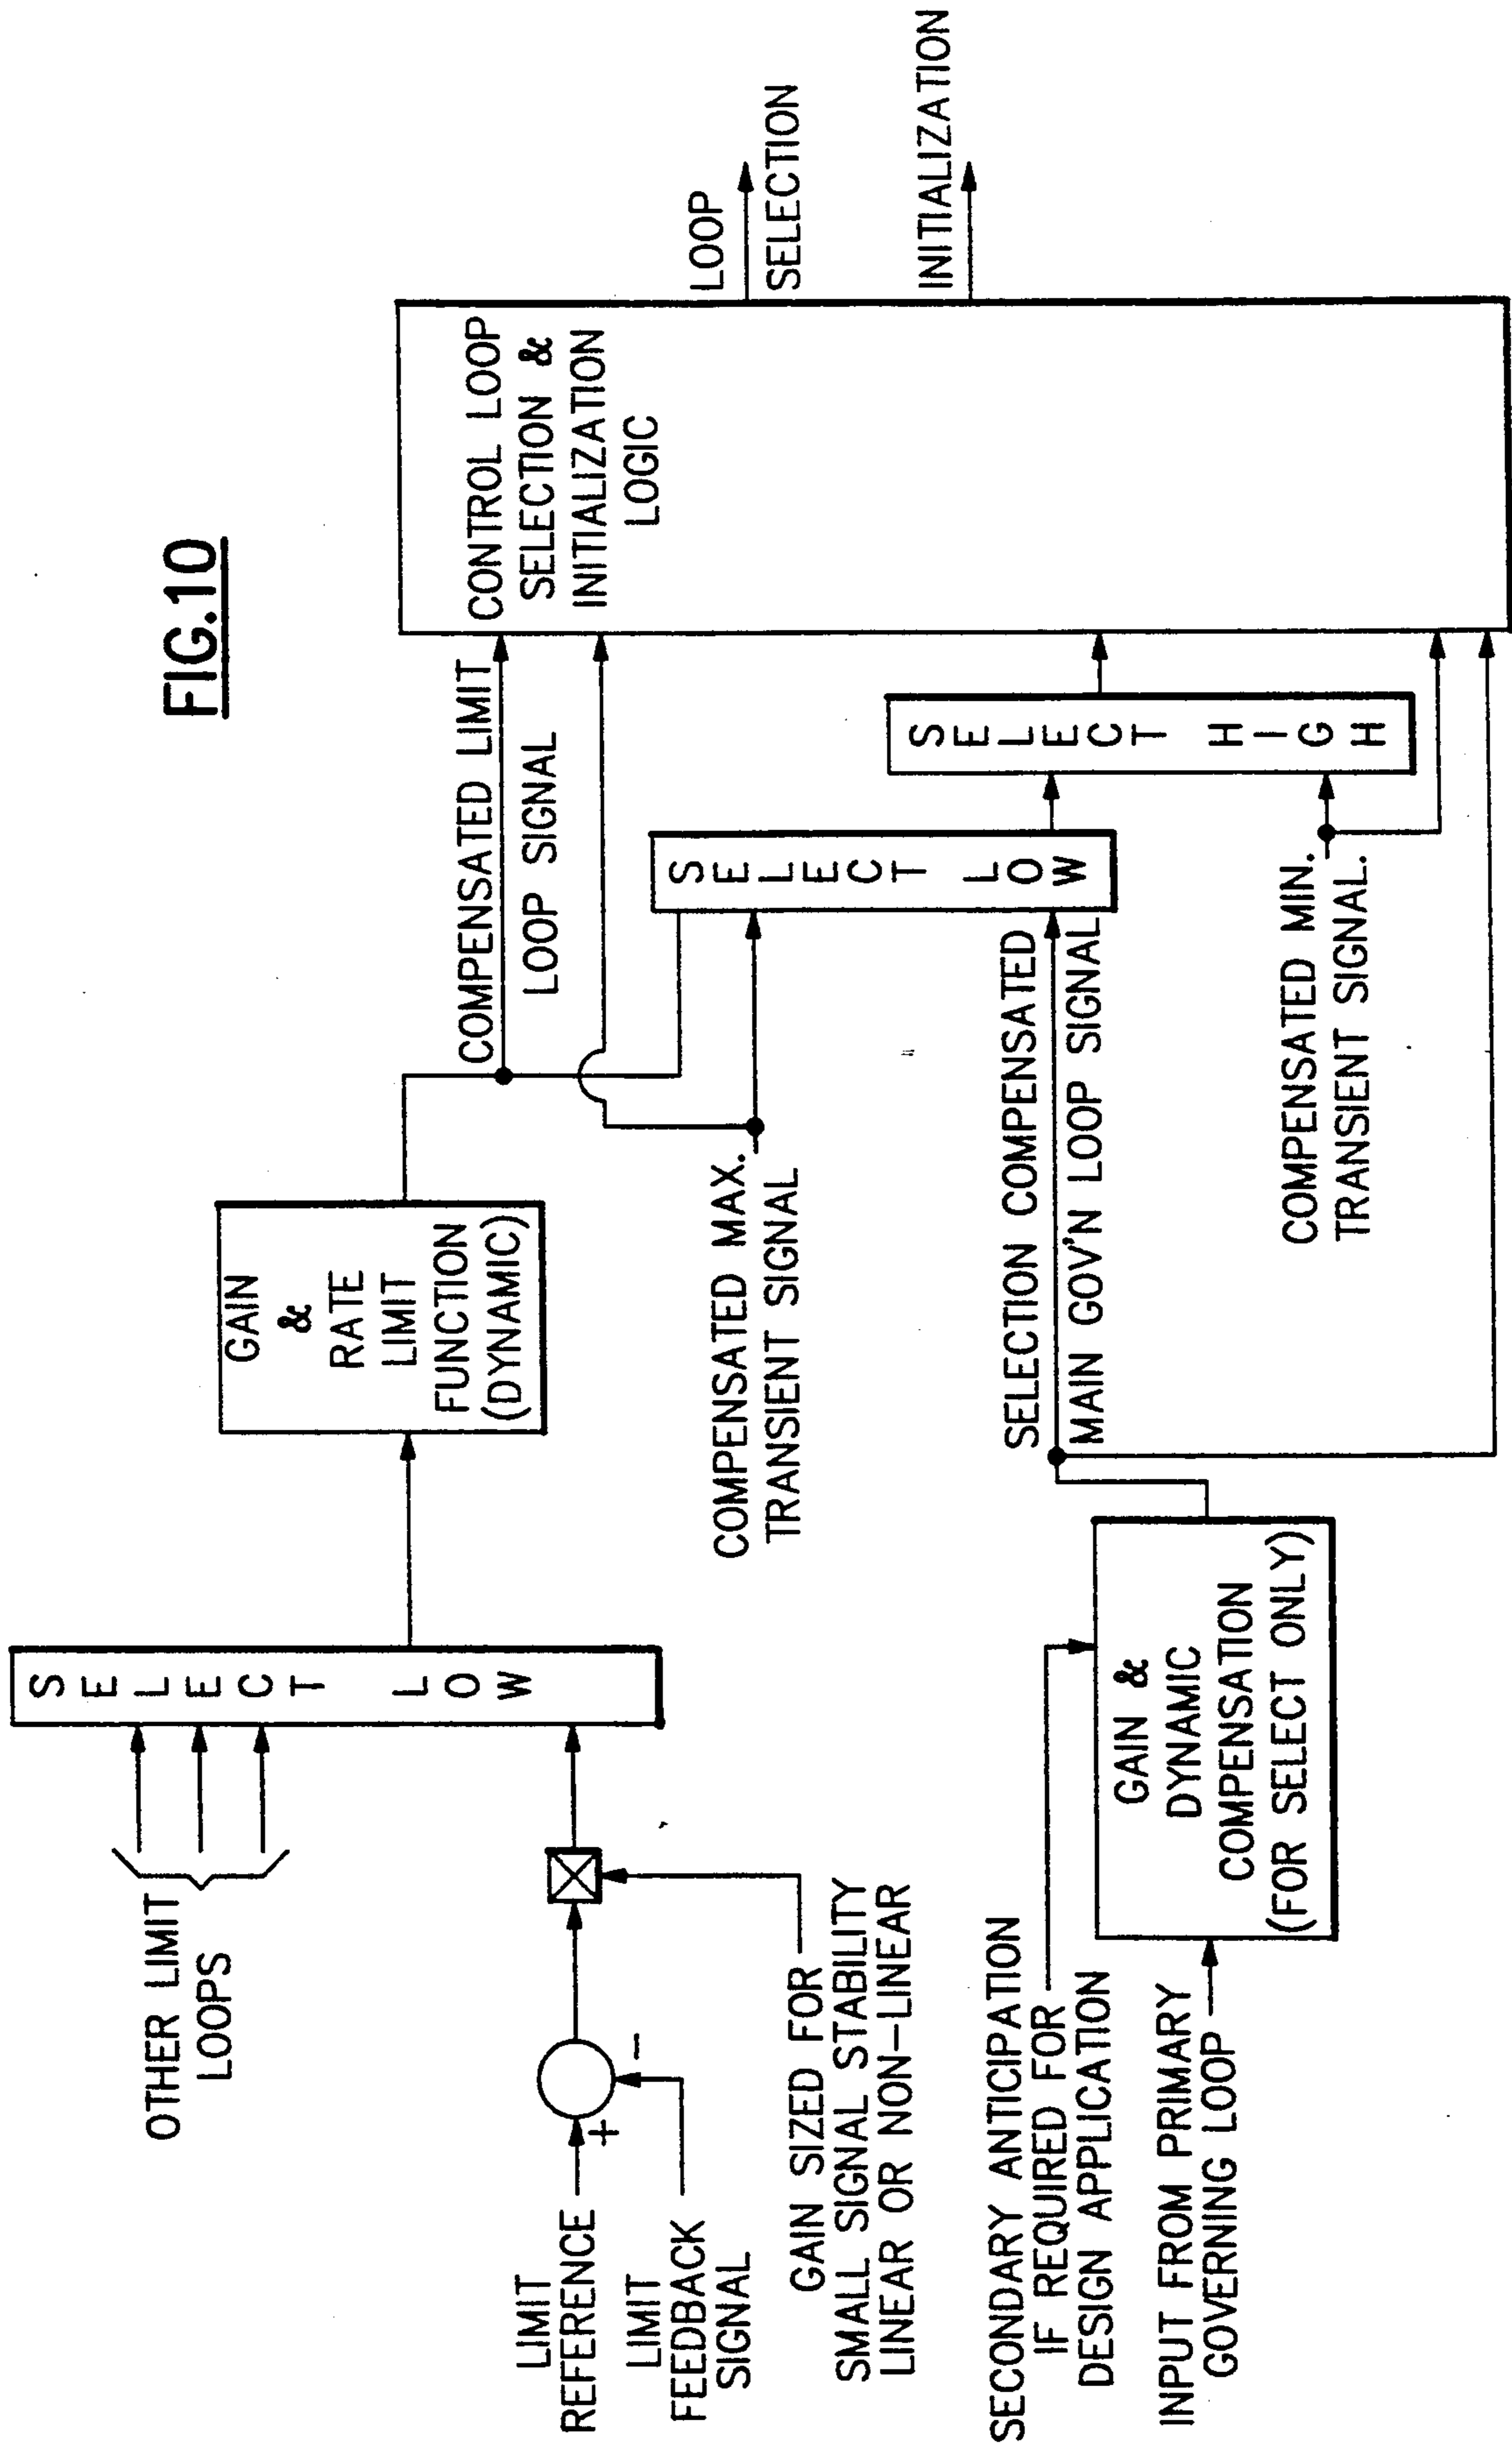 FIG.10
OTHER LIMIT
LOOPS
LIMIT
REFERENCE
+
-
LIMIT
FEEDBACK
SIGNAL
GAIN SIZED FOR
SMALL SIGNAL STABILITY
LINEAR OR NON-LINEAR
SELECT LOW
GAIN
&
RATE
LIMIT
FUNCTION
(DYNAMIC)
COMPENSATED LIMIT
LOOP SIGNAL
COMPENSATED MAX.
TRANSIENT SIGNAL
SELECT LOW
SECONDARY ANTICIPATION
IF REQUIRED FOR
DESIGN APPLICATION
INPUT FROM PRIMARY
GOVERNING LOOP
GAIN &
DYNAMIC
COMPENSATION
(FOR SELECT ONLY)
SELECTION COMPENSATED
MAIN GOV'N LOOP SIGNAL
COMPENSATED MIN.
TRANSIENT SIGNAL.
SELECT HIGH
CONTROL LOOP
SELECTION &
INITIALIZATION
LOGIC
LOOP
SELECTION
INITIALIZATION